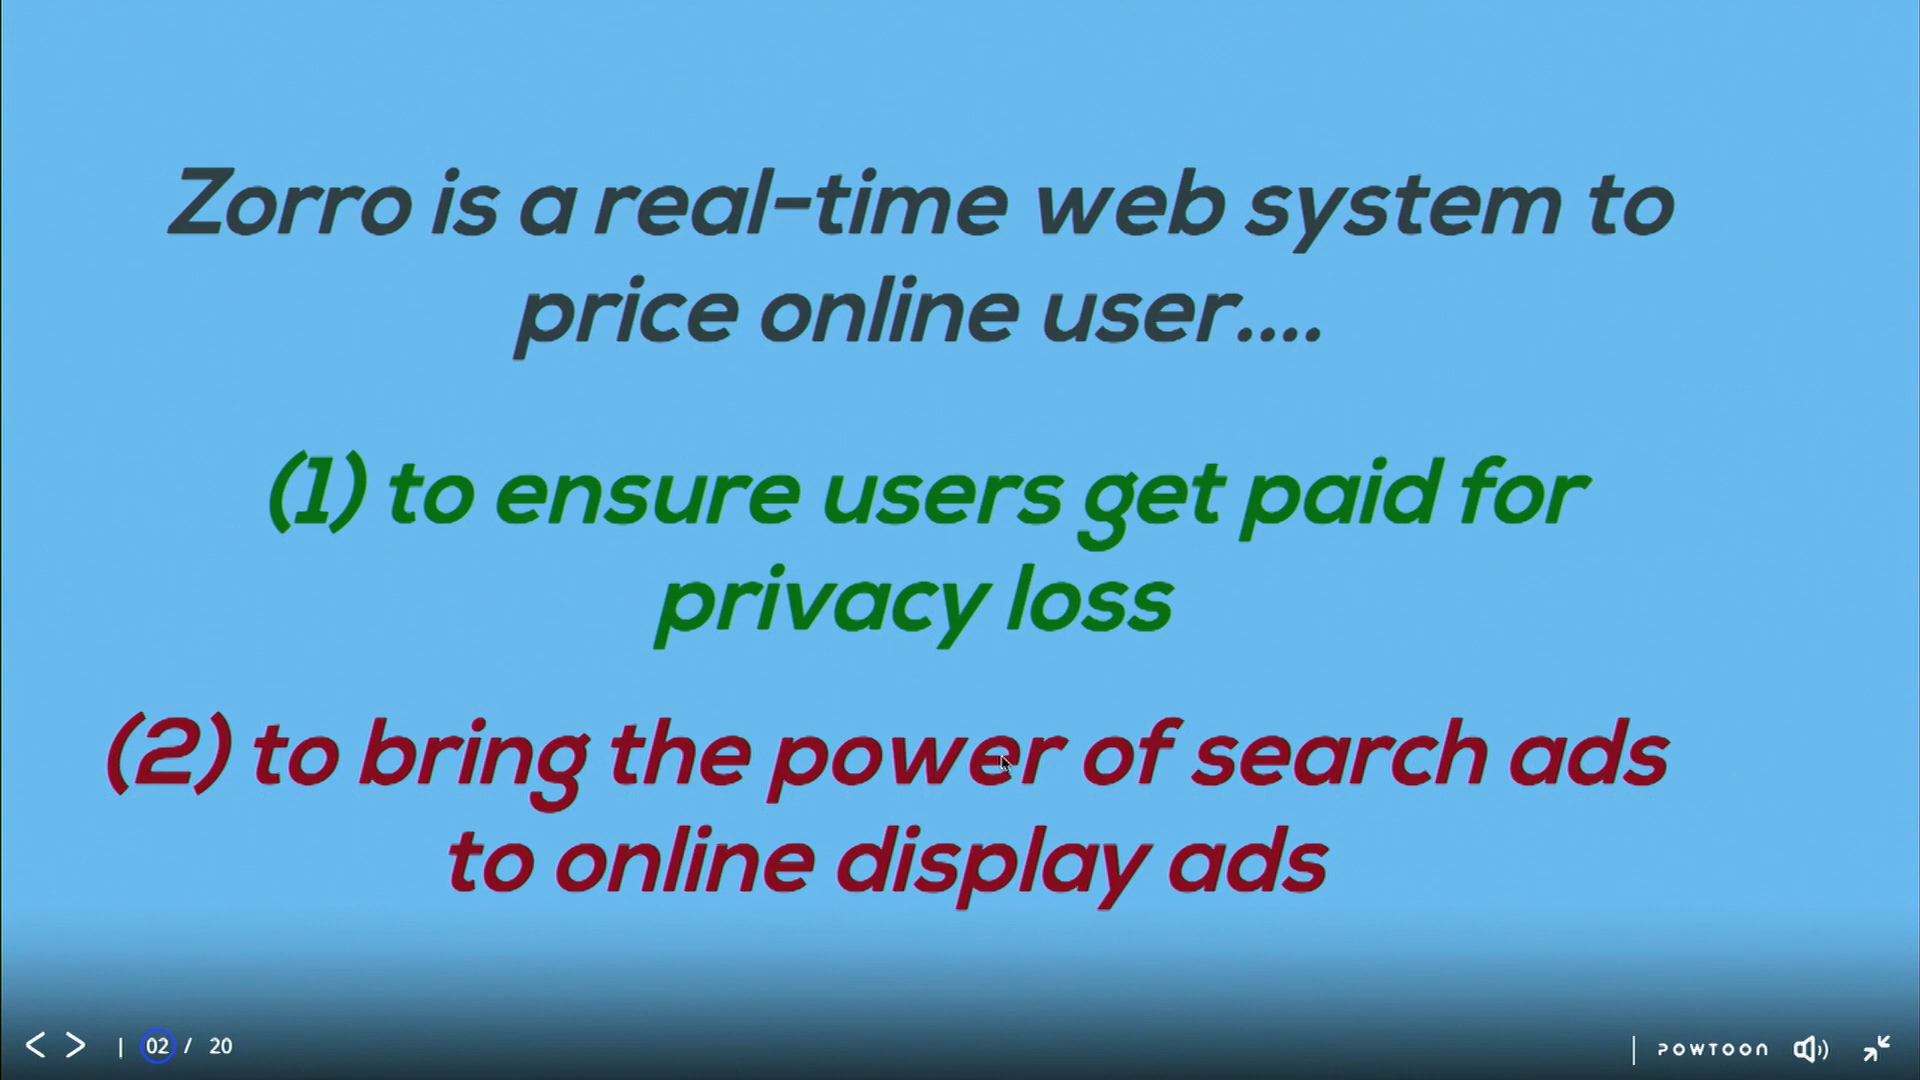 Zorro is a real-time web system to
price online user....
(1) to ensure users get paid for
privacy loss
(2) to bring the power of search ads
to online display ads
< > | 02 / 20
| POWTOON